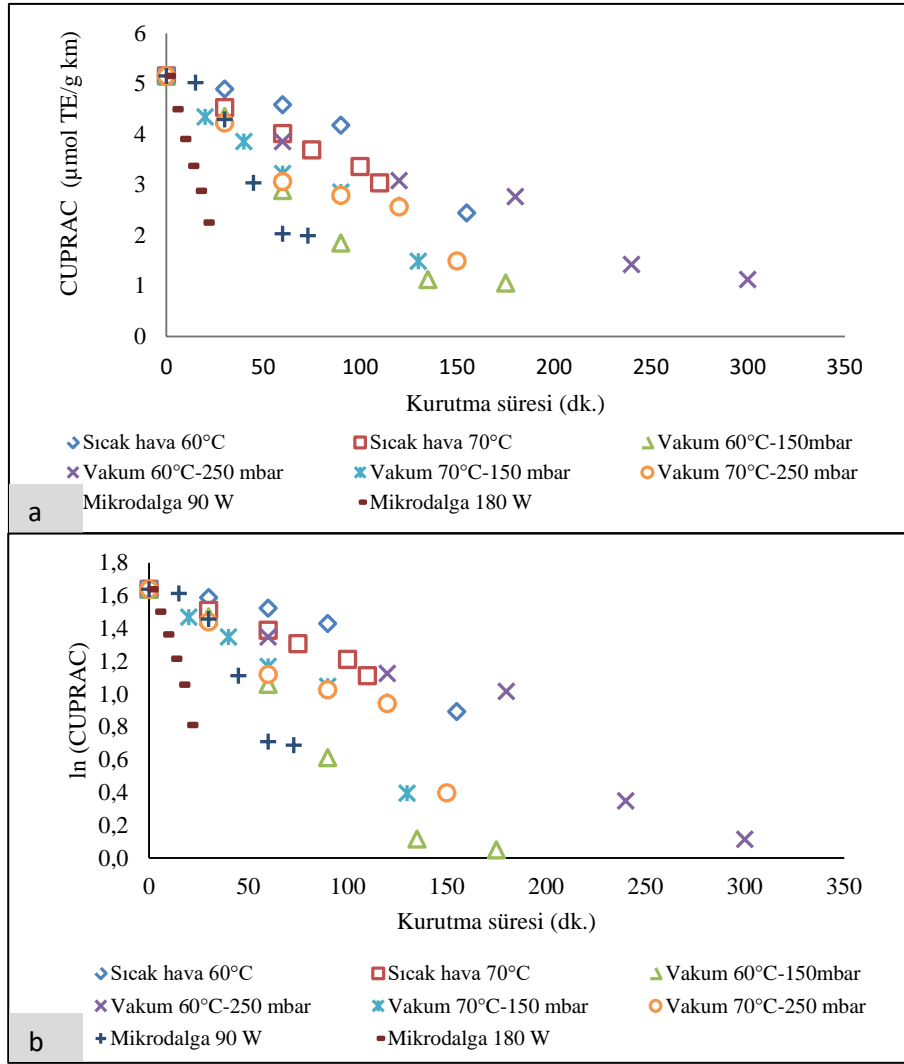 CUPRAC (µmol TE/g km)
6
5
4
3
2
1
0
0 50 100 150 200 250 300 350
Kurutma süresi (dk.)
Sıcak hava 60°C Sıcak hava 70°C Vakum 60°C-150mbar
Vakum 60°C-250 mbar Vakum 70°C-150 mbar Vakum 70°C-250 mbar
Mikrodalga 90 W Mikrodalga 180 W
a
ln (CUPRAC)
1,8
1,6
1,4
1,2
1,0
0,8
0,6
0,4
0,2
0,0
0 50 100 150 200 250 300 350
Kurutma süresi (dk.)
Sıcak hava 60°C Sıcak hava 70°C Vakum 60°C-150mbar
Vakum 60°C-250 mbar Vakum 70°C-150 mbar Vakum 70°C-250 mbar
Mikrodalga 90 W Mikrodalga 180 W
b